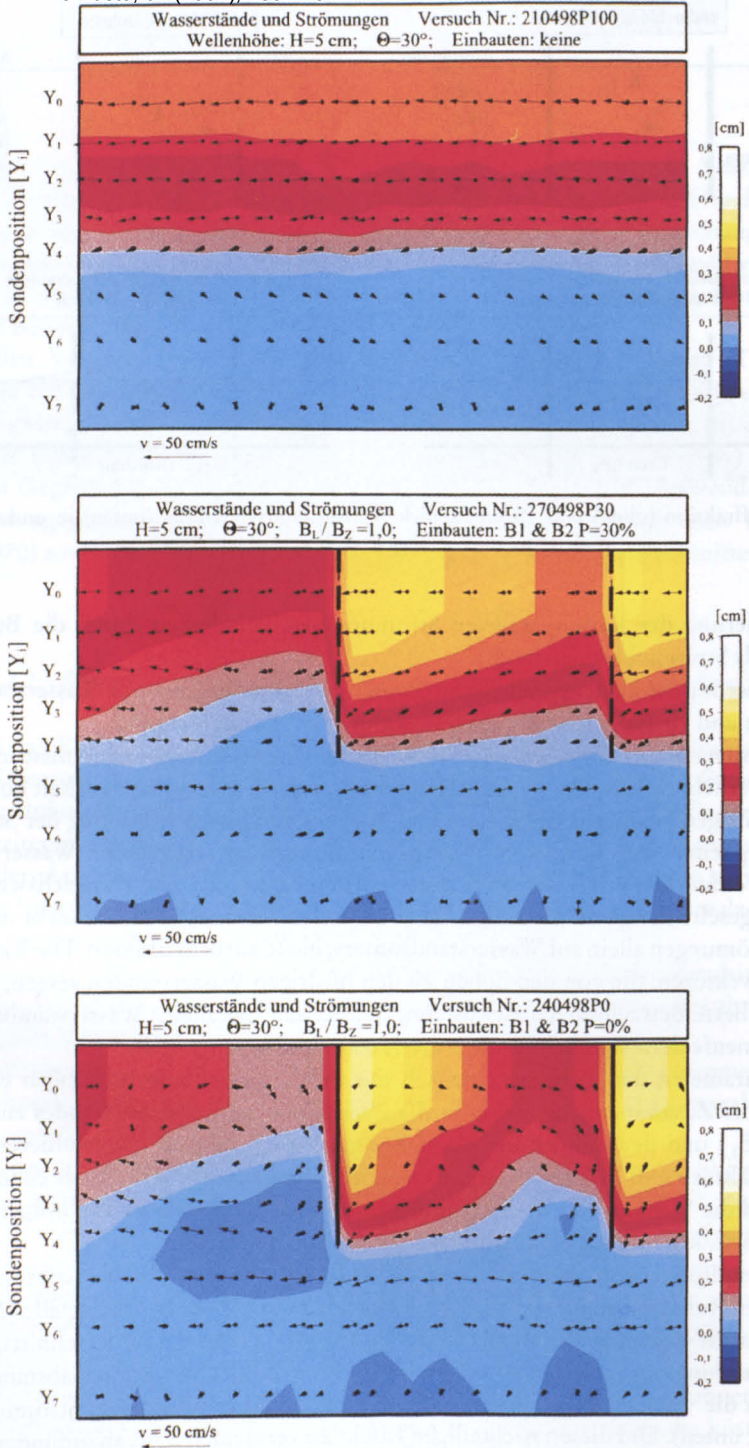 Wasserstände und Strömungen Versuch Nr.: 210498P100
Wellenhöhe: H=5 cm; Θ=30°; Einbauten: keine
Sondenposition [Yi]
Y0
Y1
Y2
Y3
Y4
Y5
Y6
Y7
[cm]
0,8
0,7
0,6
0,5
0,4
0,3
0,2
0,1
0,0
-0,1
-0,2
v = 50 cm/s
Wasserstände und Strömungen Versuch Nr.: 270498P30
H=5 cm; Θ=30°; BL/BZ=1,0; Einbauten: B1 & B2 P=30%
Sondenposition [Yi]
Y0
Y1
Y2
Y3
Y4
Y5
Y6
Y7
[cm]
0,8
0,7
0,6
0,5
0,4
0,3
0,2
0,1
0,0
-0,1
-0,2
v = 50 cm/s
Wasserstände und Strömungen Versuch Nr.: 240498P0
H=5 cm; Θ=30°; BL/BZ=1,0; Einbauten: B1 & B2 P=0%
Sondenposition [Yi]
Y0
Y1
Y2
Y3
Y4
Y5
Y6
Y7
[cm]
0,8
0,7
0,6
0,5
0,4
0,3
0,2
0,1
0,0
-0,1
-0,2
v = 50 cm/s